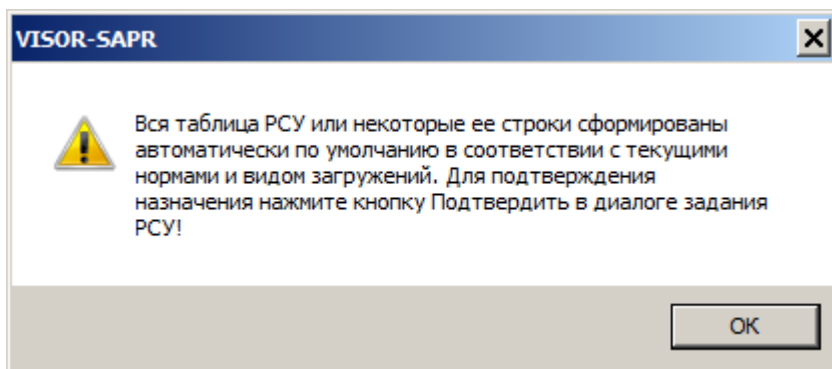 VISOR-SAPR
Вся таблица РСУ или некоторые ее строки сформированы
автоматически по умолчанию в соответствии с текущими
нормами и видом загружений. Для подтверждения
назначения нажмите кнопку Подтвердить в диалоге задания
РСУ!
OK